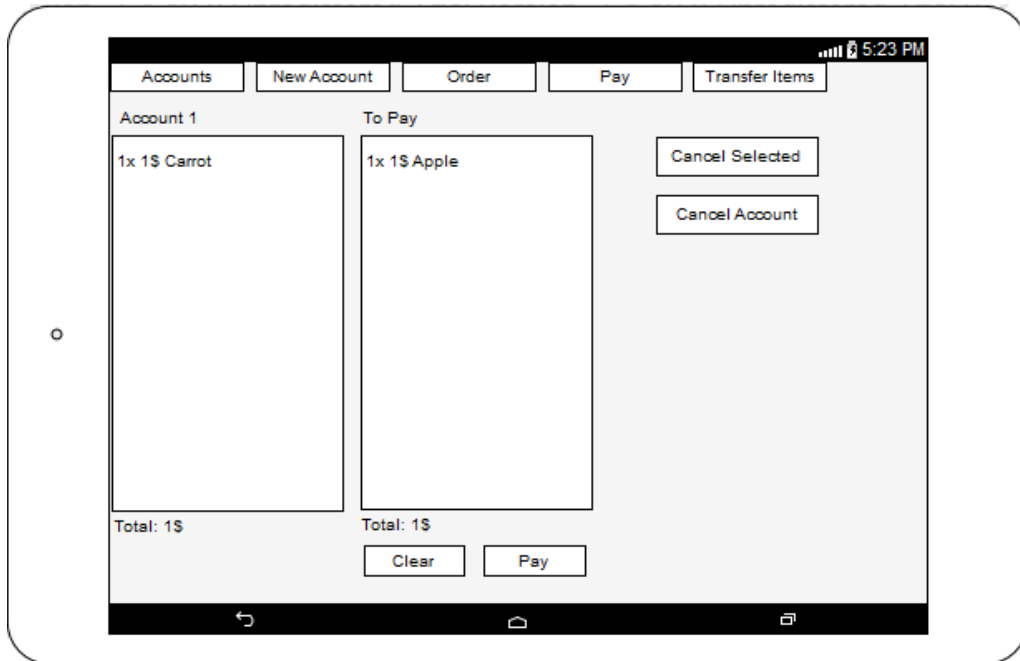 5:23 PM
Accounts New Account Order Pay Transfer Items
Account 1 To Pay
1x 1$ Carrot 1x 1$ Apple Cancel Selected
Cancel Account
Total: 1$ Total: 1$
Clear Pay